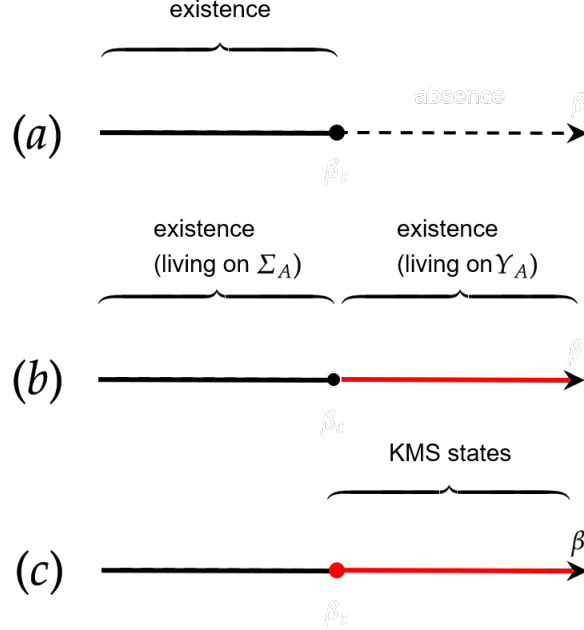 existence
absence
β
(a)
β_c
existence
(living on Σ_A)
existence
(living on Y_A)
β
(b)
β_c
KMS states
β
(c)
β_c